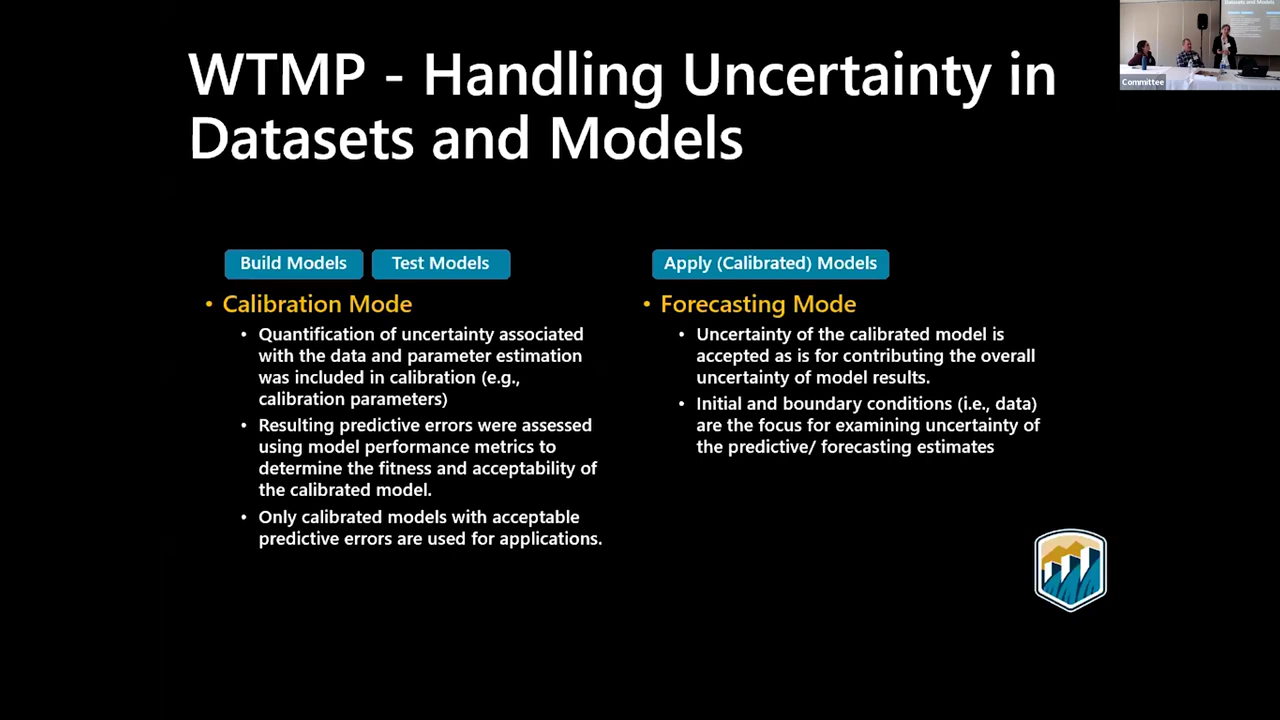 WTMP - Handling Uncertainty in
Datasets and Models
Committee
Build Models
Test Models
Apply (Calibrated) Models
• Calibration Mode
• Quantification of uncertainty associated
with the data and parameter estimation
was included in calibration (e.g.,
calibration parameters)
• Resulting predictive errors were assessed
using model performance metrics to
determine the fitness and acceptability of
the calibrated model.
• Only calibrated models with acceptable
predictive errors are used for applications.
• Forecasting Mode
• Uncertainty of the calibrated model is
accepted as is for contributing the overall
uncertainty of model results.
• Initial and boundary conditions (i.e., data)
are the focus for examining uncertainty of
the predictive/ forecasting estimates